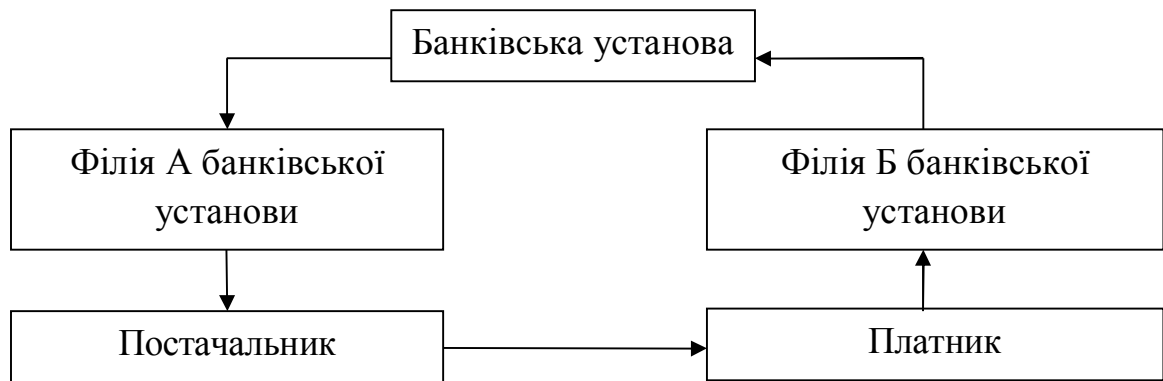 Банківська установа
Філія А банківської
установи
Філія Б банківської
установи
Постачальник
Платник